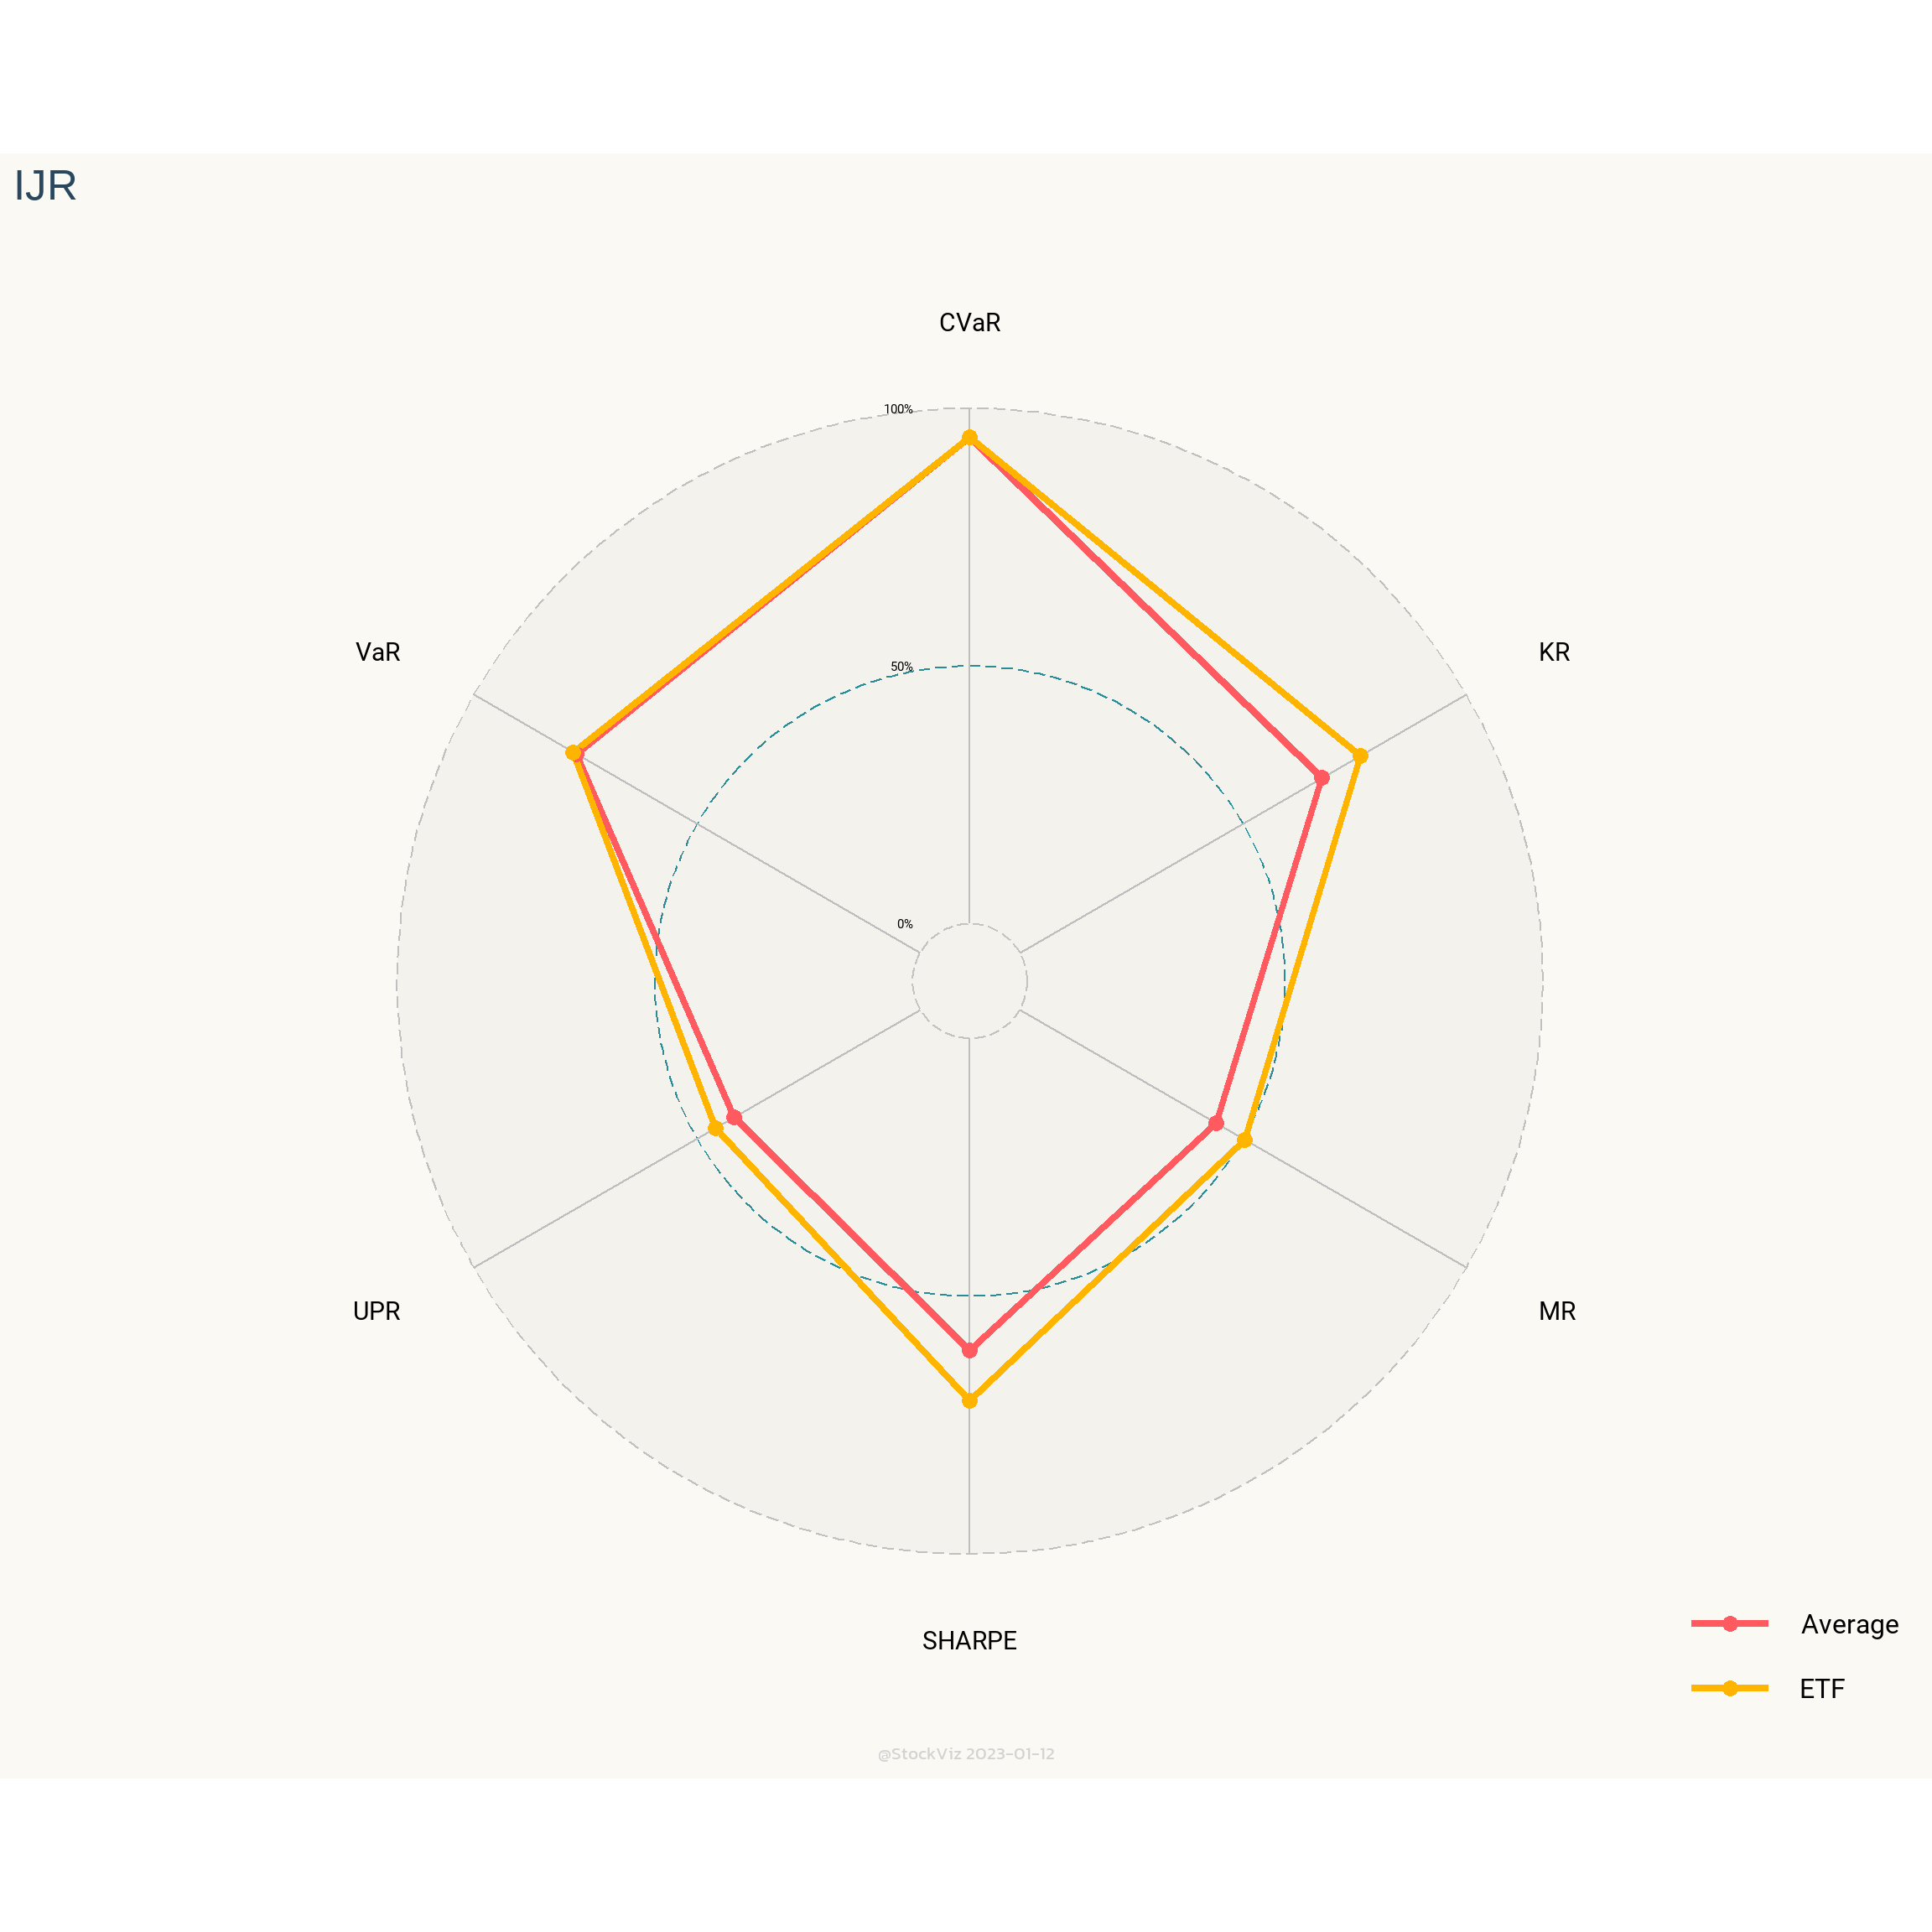 IJR
CVaR
100%
VaR
KR
50%
0%
UPR
MR
SHARPE
Average
ETF
@StockViz 2023-01-12